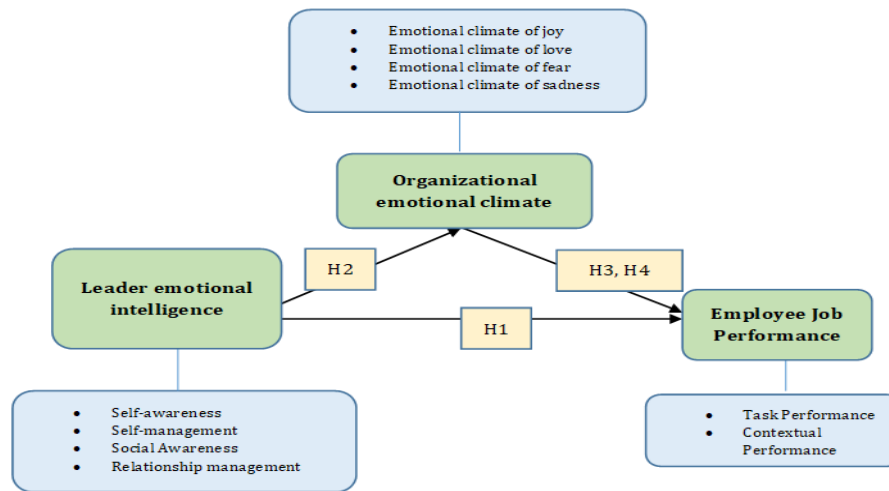 • Emotional climate of joy
• Emotional climate of love
• Emotional climate of fear
• Emotional climate of sadness
Organizational
emotional climate
H2
H3, H4
Leader emotional
intelligence
H1
Employee Job
Performance
• Self-awareness
• Self-management
• Social Awareness
• Relationship management
• Task Performance
• Contextual
Performance